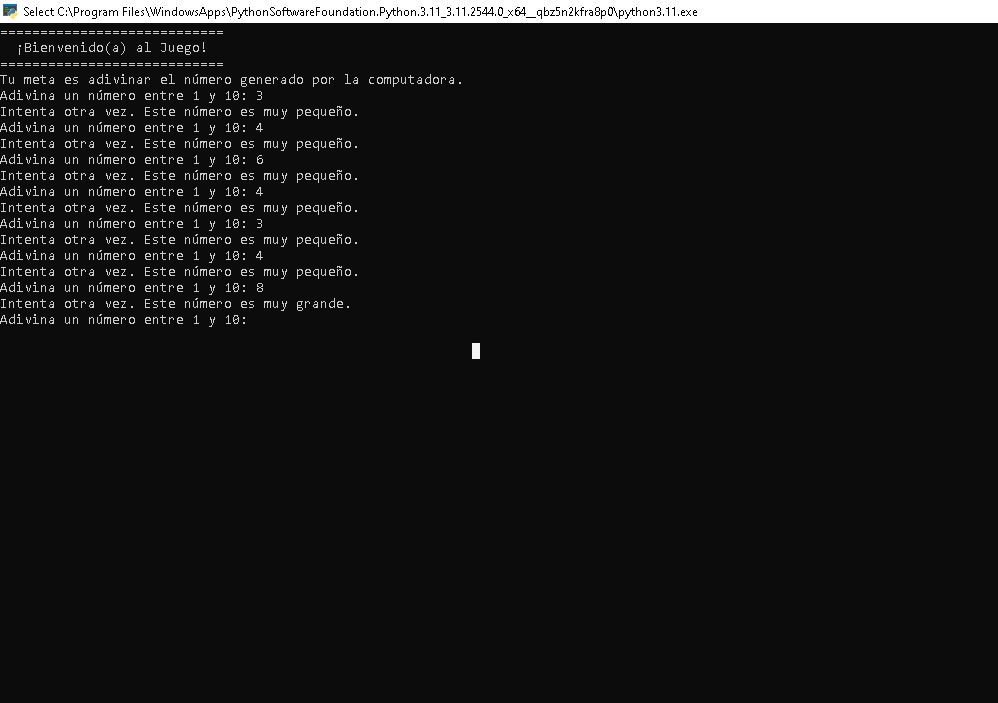 Select C:\Program Files\WindowsApps\PythonSoftwareFoundation.Python.3.11_3.11.2544.0_x64__qbz5n2kfra8p0\python3.11.exe
============================
¡Bienvenido(a) al Juego!
============================
Tu meta es adivinar el número generado por la computadora.
Adivina un número entre 1 y 10: 3
Intenta otra vez. Este número es muy pequeño.
Adivina un número entre 1 y 10: 4
Intenta otra vez. Este número es muy pequeño.
Adivina un número entre 1 y 10: 6
Intenta otra vez. Este número es muy pequeño.
Adivina un número entre 1 y 10: 4
Intenta otra vez. Este número es muy pequeño.
Adivina un número entre 1 y 10: 3
Intenta otra vez. Este número es muy pequeño.
Adivina un número entre 1 y 10: 4
Intenta otra vez. Este número es muy pequeño.
Adivina un número entre 1 y 10: 8
Intenta otra vez. Este número es muy grande.
Adivina un número entre 1 y 10: